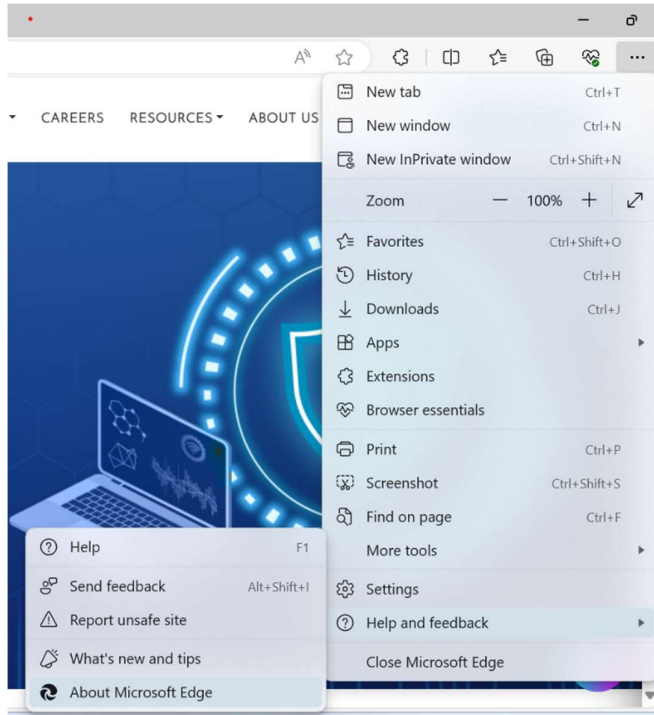 CAREERS RESOURCES ABOUT US
New tab Ctrl+T
New window Ctrl+N
New InPrivate window Ctrl+Shift+N
Zoom — 100% +
Favorites Ctrl+Shift+O
History Ctrl+H
Downloads Ctrl+J
Apps
Extensions
Browser essentials
Print Ctrl+P
Screenshot Ctrl+Shift+S
Find on page Ctrl+F
More tools
Settings
Help and feedback
Close Microsoft Edge
Help F1
Send feedback Alt+Shift+I
Report unsafe site
What's new and tips
About Microsoft Edge